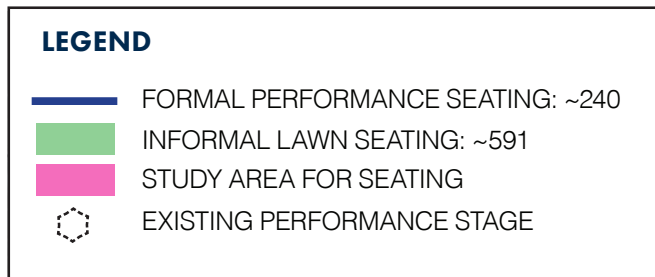 LEGEND
FORMAL PERFORMANCE SEATING: ~240
INFORMAL LAWN SEATING: ~591
STUDY AREA FOR SEATING
EXISTING PERFORMANCE STAGE